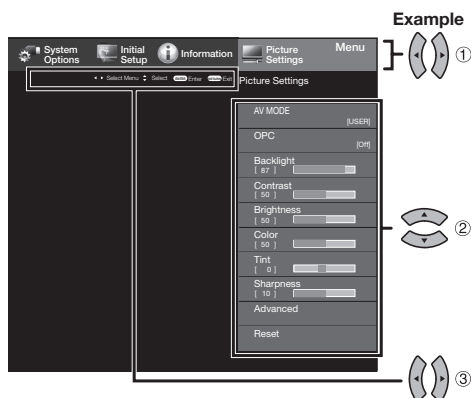 Example
System Options
Initial Setup
Information
Picture Settings
Menu
①
Select Menu Select ENTER Enter RETURN Exit
Picture Settings
AV MODE
[USER]
OPC
[Off]
Backlight
[ 87 ]
Contrast
[ 50 ]
Brightness
[ 50 ]
Color
[ 50 ]
Tint
[ 0 ]
Sharpness
[ 10 ]
Advanced
Reset
②
③